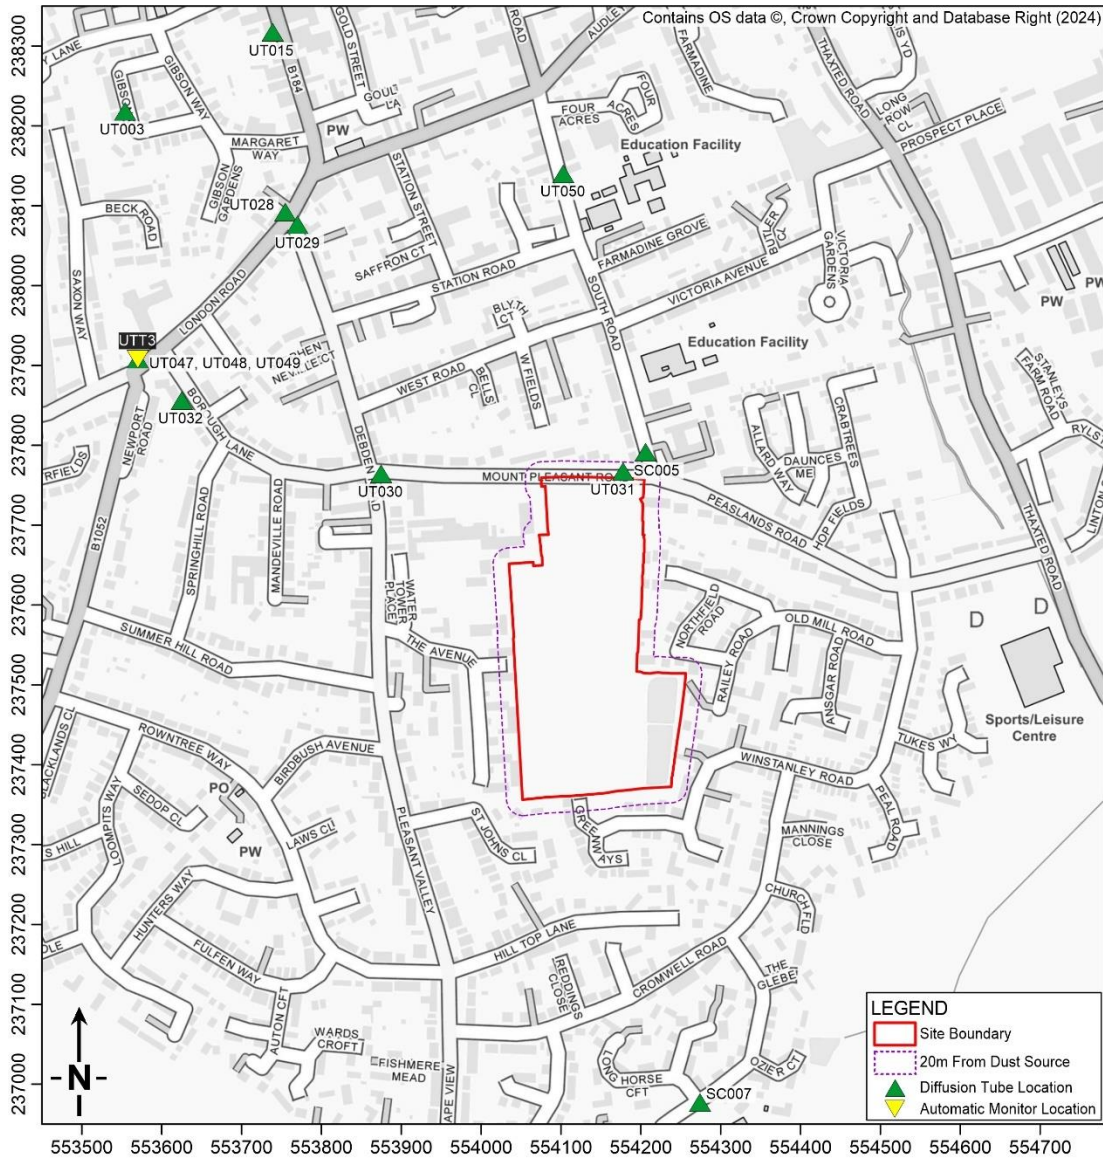 Contains OS data ©, Crown Copyright and Database Right (2024)
238300
238200
238100
238000
237900
237800
237700
237600
237500
237400
237300
237200
237100
237000
553500
553600
553700
553800
553900
554000
554100
554200
554300
554400
554500
554600
554700
LANE
UT015
B184
GOULD STREET
SOUTH ROAD
AUDLEY
FARMADINE
THAXTED ROAD
GIBSON WAY
UT003
GIBSON
GARDENS
MARGARET
WAY
PW
FOUR
ACRES
FOUR
ACRES
LONG
ROW
CL
PROSPECT PLACE
Education Facility
BECK ROAD
UT028
UT029
STATION STREET
UT050
SAXON WAY
LONDON ROAD
SAFFRON CT
STATION ROAD
FARMADINE GROVE
BUTLER
CL
VICTORIA
GARDENS
VICTORIA AVENUE
SOUTH ROAD
PW
UTT3
UT047, UT048, UT049
NEVILLE CT
BLYTH
CT
WEST ROAD
BELLS
CL
W FIELDS
Education Facility
STANLEYS
FARM ROAD
UT032
NEWPORT
ROAD
BOROUGH LANE
CRABTREES
ALLARD WAY
DAUNCES
ME
UT030
MOUNT PLEASANT
SC005
UT031
PEASLANDS ROAD
HOP FIELDS
THAXTED ROAD
B1052
SPRINGHILL ROAD
MANDEVILLE ROAD
WATER
TOWER
PLACE
THE AVENUE
NORTHFIELD
ROAD
RAILEY ROAD
OLD MILL ROAD
ANSGAR ROAD
D
D
SUMMER HILL ROAD
Sports/Leisure
Centre
BLACKLANDS CL
ROWNTREE WAY
BIRDBUSH AVENUE
TUKES WY
WINSTANLEY ROAD
PEAL ROAD
SEDOP CL
PO
LOOMPITS WAY
LAWS CL
PW
PLEASANT VALLEY
ST JOHNS CL
GREENWAYS
MANNINGS
CLOSE
S HILL
HUNTERS WAY
FULFEN WAY
HILL TOP LANE
CHURCH FLD
CROMWELL ROAD
REDDINGS
CLOSE
THE
GLEBE
AUTON CFT
WARDS
CROFT
FISHMERE
MEAD
APE VIEW
LONG
HORSE
CFT
OZIER CT
SC007
N
LEGEND
Site Boundary
20m From Dust Source
Diffusion Tube Location
Automatic Monitor Location